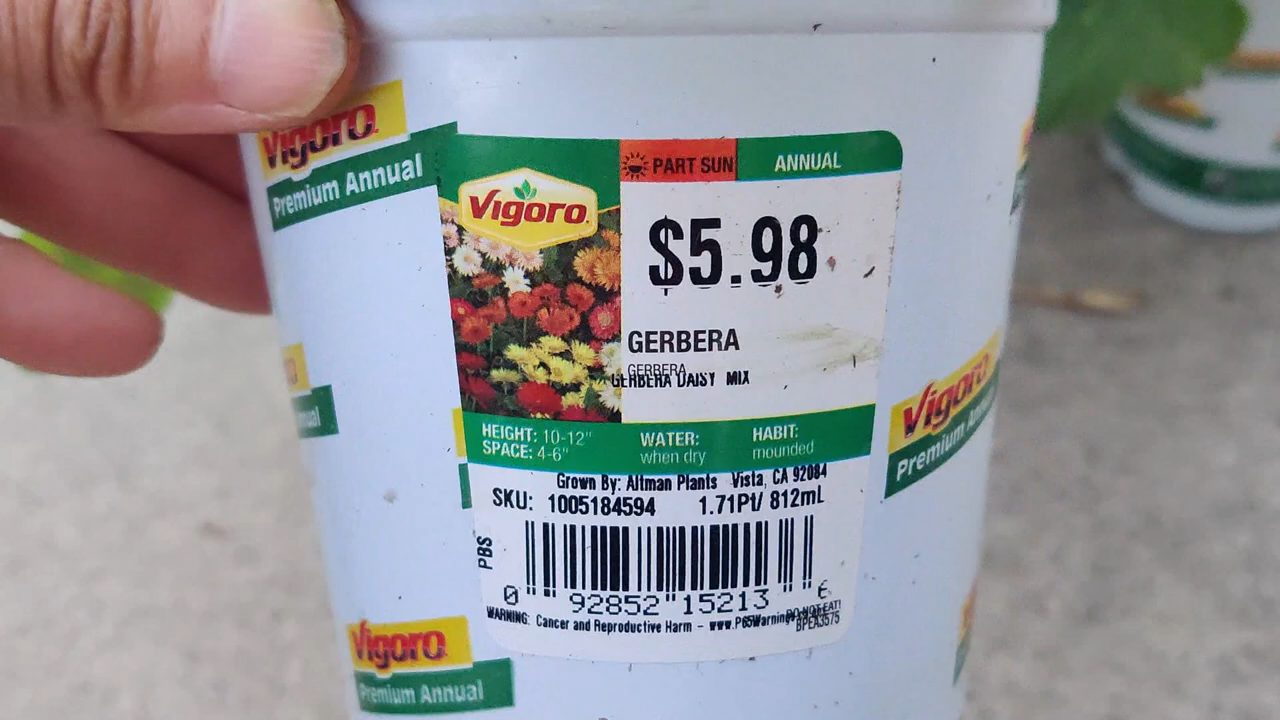 Vigoro
Premium Annual
PART SUN
ANNUAL
Vigoro
$5.98
GERBERA
GERBERA
GERBERA DAISY MIX
HEIGHT: 10-12"
SPACE: 4-6"
WATER:
when dry
HABIT:
mounded
Grown By: Altman Plants Vista, CA 92084
SKU: 1005184594 1.71Pt/ 812mL
PBS
0 92852 15213 6
WARNING: Cancer and Reproductive Harm - www.P65Warnings
DO NOT EAT!
BPEA3575
Vigoro
Premium Annual
Vigoro
Premium Annual